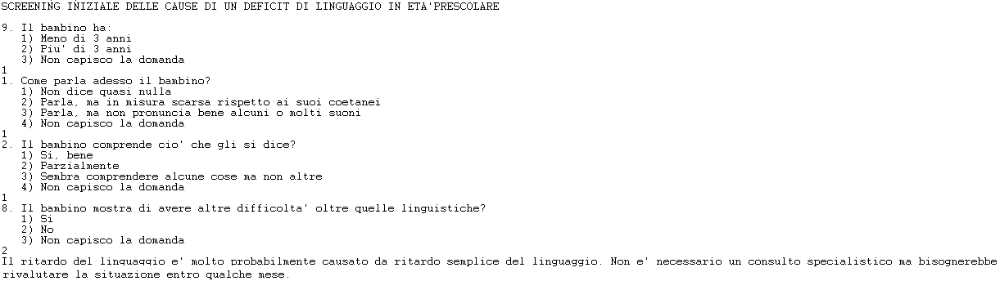 SCREENING INIZIALE DELLE CAUSE DI UN DEFICIT DI LINGUAGGIO IN ETA'PRESCOLARE
9. Il bambino ha:
1) Meno di 3 anni
2) Piu' di 3 anni
3) Non capisco la domanda
1
1. Come parla adesso il bambino?
1) Non dice quasi nulla
2) Parla, ma in misura scarsa rispetto ai suoi coetanei
3) Parla, ma non pronuncia bene alcuni o molti suoni
4) Non capisco la domanda
1
2. Il bambino comprende cio' che gli si dice?
1) Si, bene
2) Parzialmente
3) Sembra comprendere alcune cose ma non altre
4) Non capisco la domanda
1
8. Il bambino mostra di avere altre difficolta' oltre quelle linguistiche?
1) Si
2) No
3) Non capisco la domanda
2
Il ritardo del linguaggio e' molto probabilmente causato da ritardo semplice del linguaggio. Non e' necessario un consulto specialistico ma bisognerebbe
rivalutare la situazione entro qualche mese.